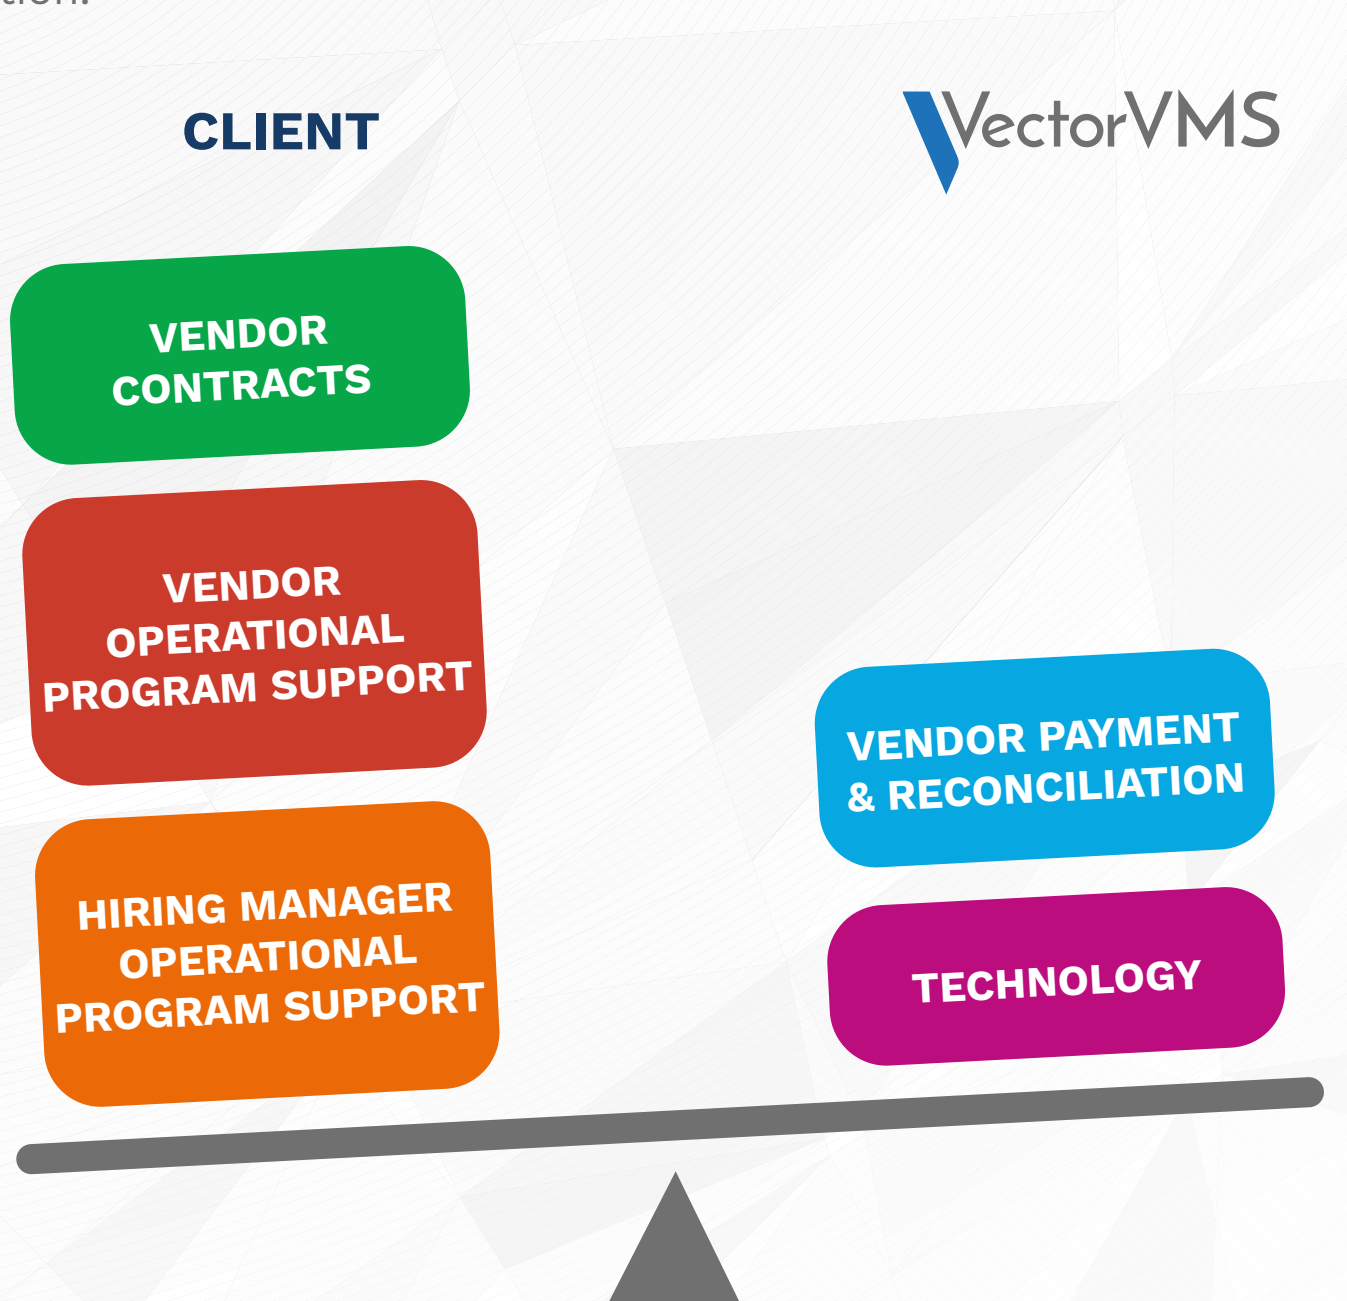 CLIENT
VectorVMS
VENDOR
CONTRACTS
VENDOR
OPERATIONAL
PROGRAM SUPPORT
HIRING MANAGER
OPERATIONAL
PROGRAM SUPPORT
VENDOR PAYMENT
& RECONCILIATION
TECHNOLOGY